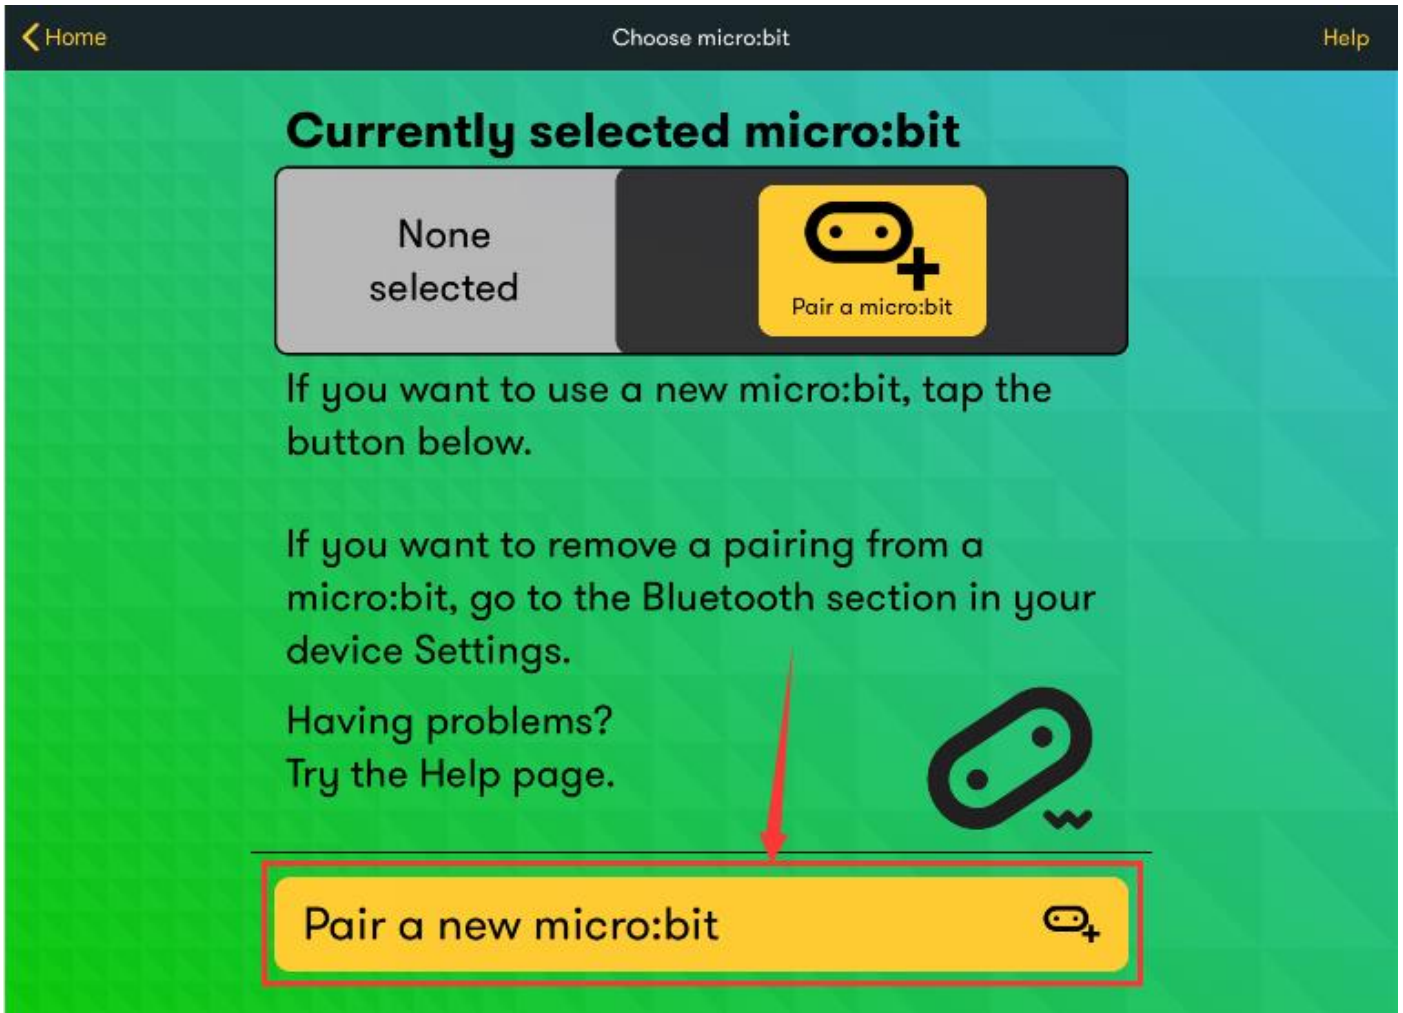 Home
Choose micro:bit
Help
Currently selected micro:bit
None
selected
Pair a micro:bit
If you want to use a new micro:bit, tap the
button below.
If you want to remove a pairing from a
micro:bit, go to the Bluetooth section in your
device Settings.
Having problems?
Try the Help page.
Pair a new micro:bit